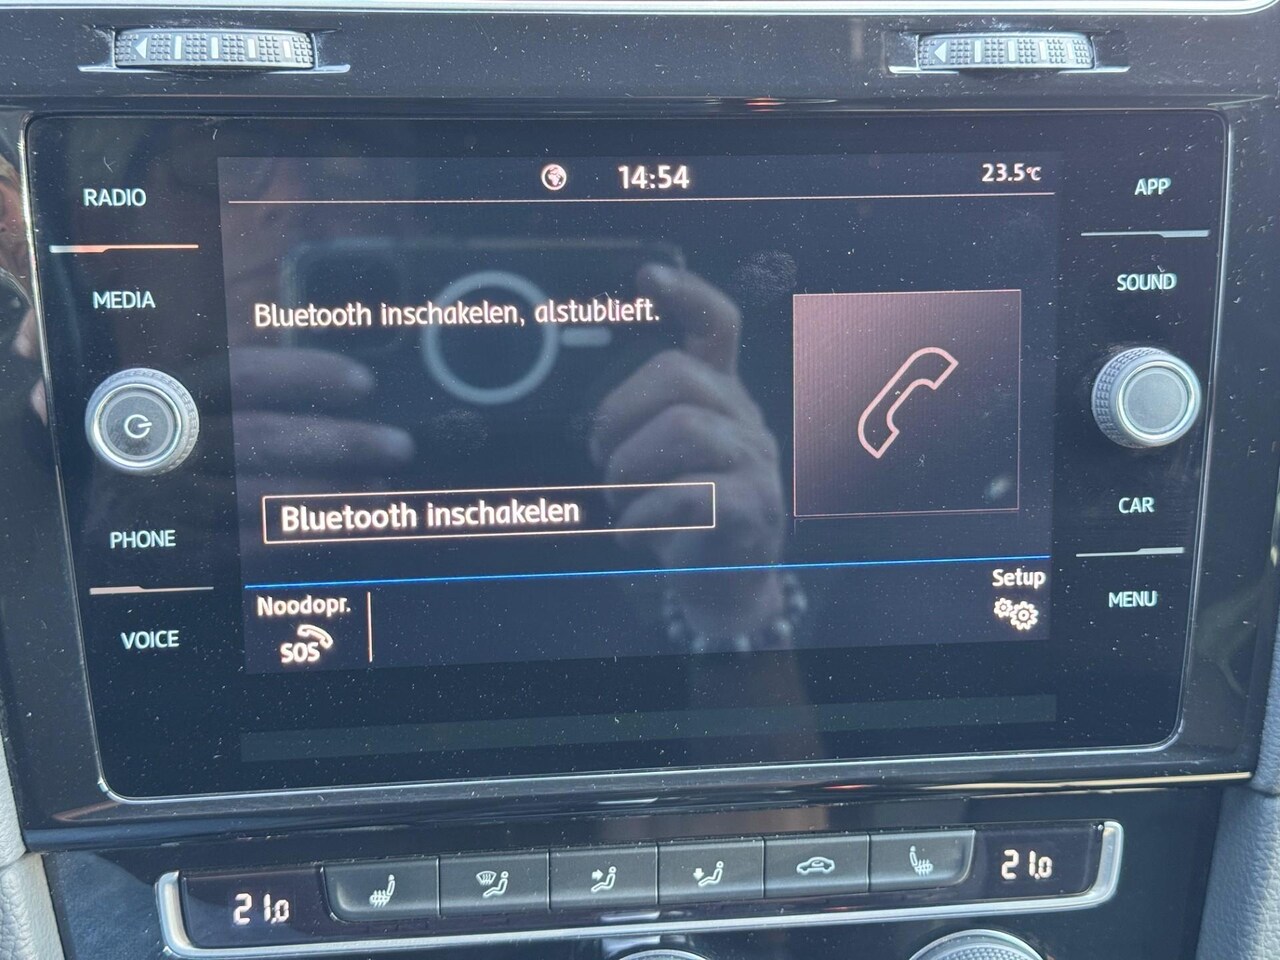 14:54
23.5°C
RADIO
MEDIA
PHONE
VOICE
Bluetooth inschakelen, alstublieft.
Bluetooth inschakelen
Noodopr.
SOS
Setup
APP
SOUND
CAR
MENU
21.0
21.0